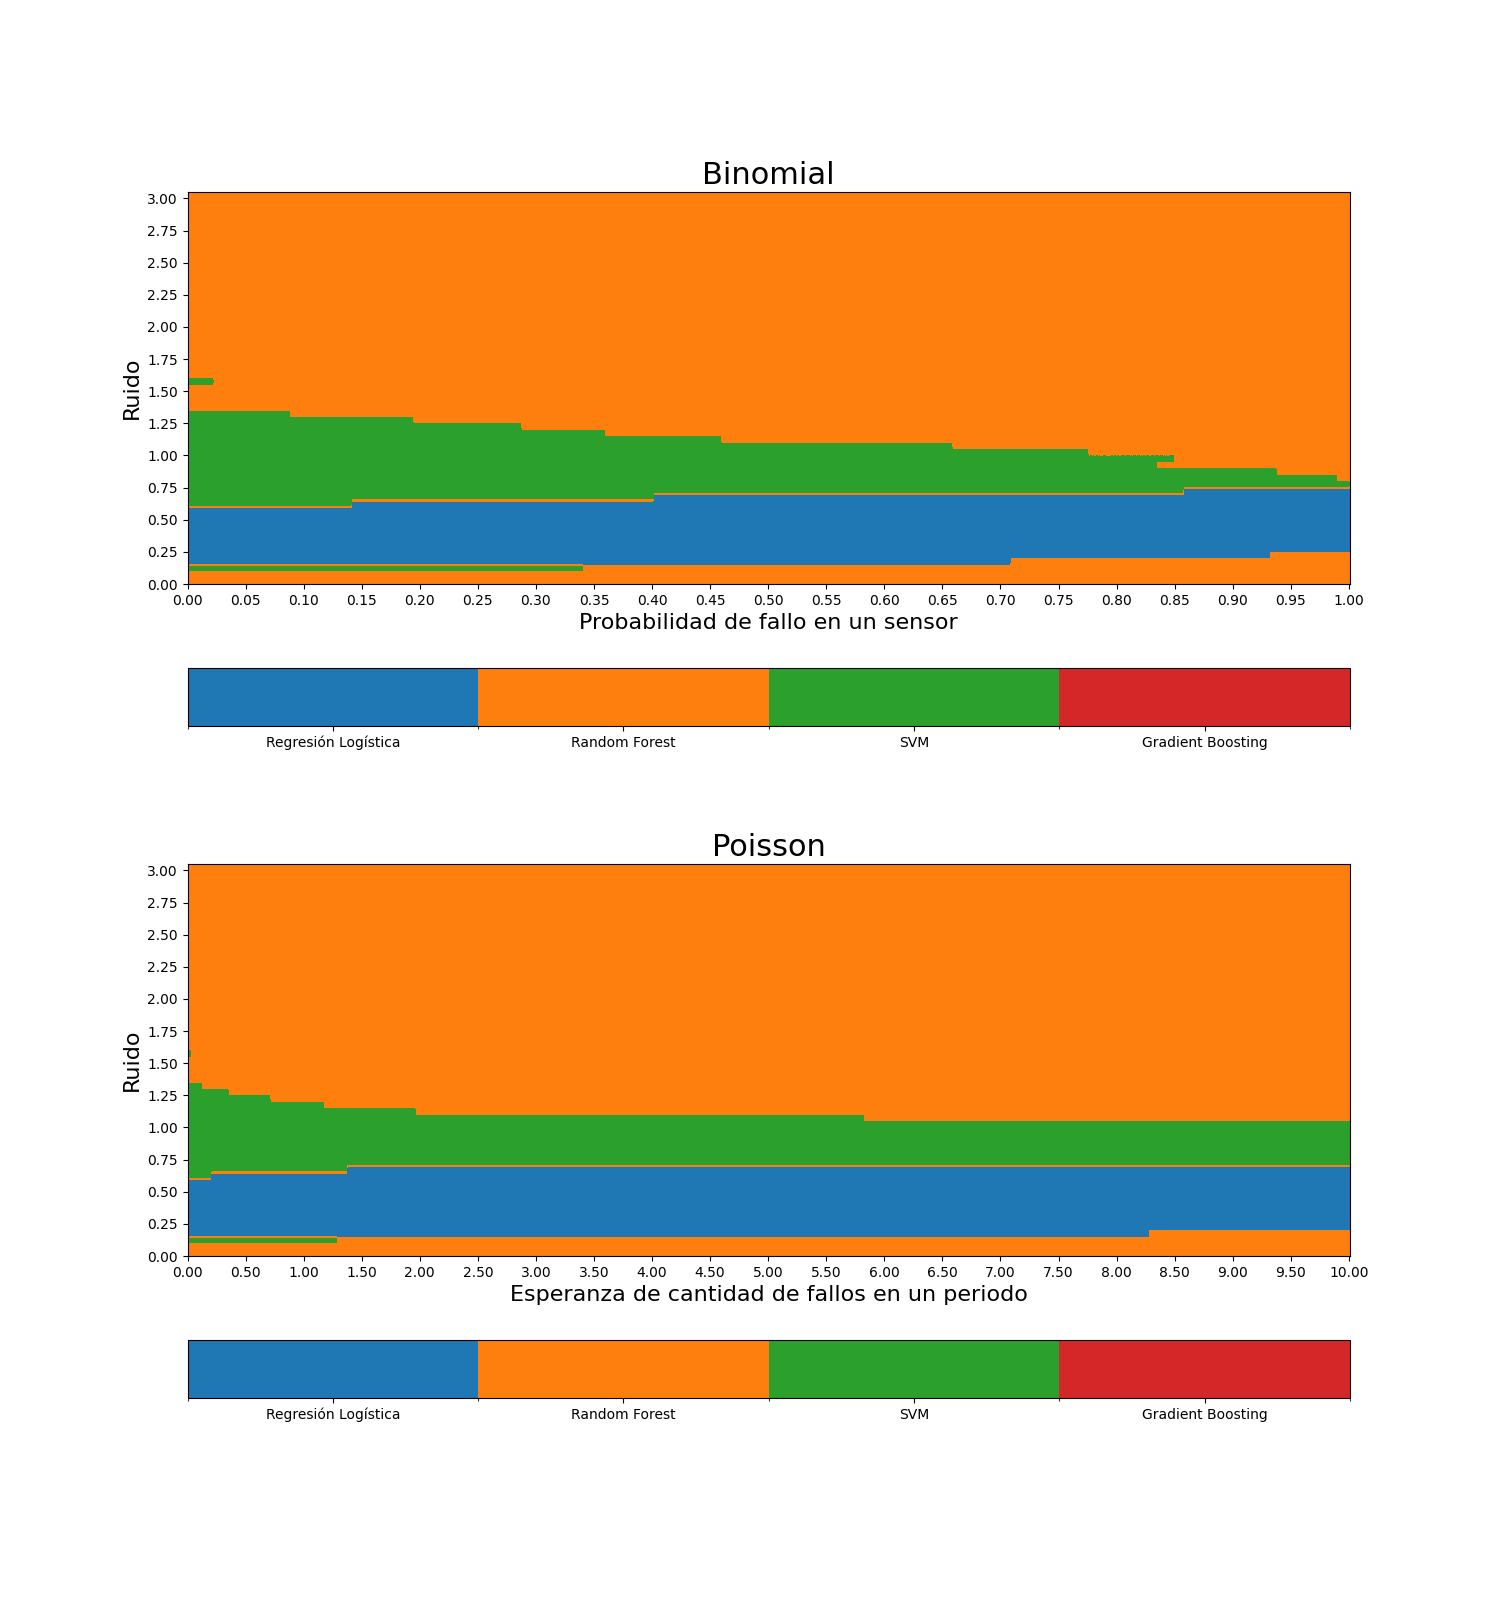 Binomial
3.00
2.75
2.50
2.25
2.00
1.75
1.50
1.25
1.00
0.75
0.50
0.25
0.00
Ruido
0.00 0.05 0.10 0.15 0.20 0.25 0.30 0.35 0.40 0.45 0.50 0.55 0.60 0.65 0.70 0.75 0.80 0.85 0.90 0.95 1.00
Probabilidad de fallo en un sensor
Regresión Logística Random Forest SVM Gradient Boosting
Poisson
3.00
2.75
2.50
2.25
2.00
1.75
1.50
1.25
1.00
0.75
0.50
0.25
0.00
Ruido
0.00 0.50 1.00 1.50 2.00 2.50 3.00 3.50 4.00 4.50 5.00 5.50 6.00 6.50 7.00 7.50 8.00 8.50 9.00 9.50 10.00
Esperanza de cantidad de fallos en un periodo
Regresión Logística Random Forest SVM Gradient Boosting